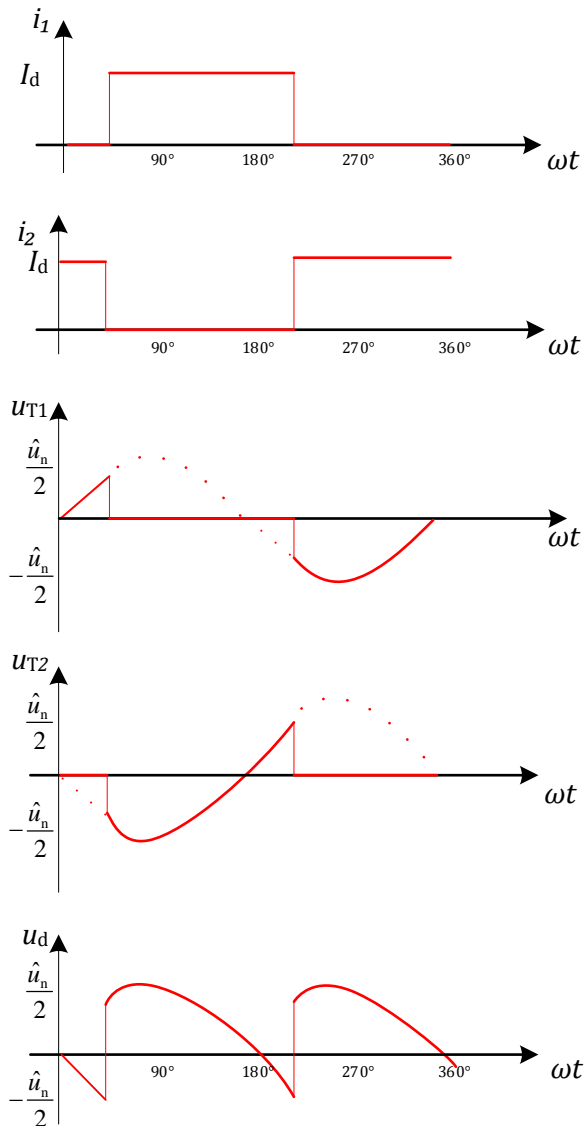 i1
Id
90° 180° 270° 360° ωt
i2
Id
90° 180° 270° 360° ωt
uT1
ûn/2
ωt
-ûn/2
uT2
ûn/2
ωt
-ûn/2
ud
ûn/2
90° 180° 270° 360° ωt
-ûn/2